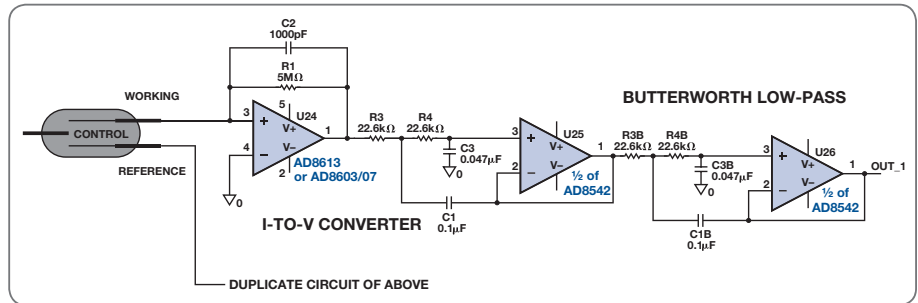 C2
1000pF
R1
5MΩ
WORKING
CONTROL
REFERENCE
3
4
5
U24
+
V+
–
V–
1
2
0
AD8613
or AD8603/07
I-TO-V CONVERTER
R3
22.6kΩ
R4
22.6kΩ
C3
0.047µF
0
C1
0.1µF
3
2
U25
+
V+
–
V–
1
½ of
AD8542
BUTTERWORTH LOW-PASS
R3B
22.6kΩ
R4B
22.6kΩ
C3B
0.047µF
0
C1B
0.1µF
3
2
U26
+
V+
–
V–
1
½ of
AD8542
OUT_1
DUPLICATE CIRCUIT OF ABOVE